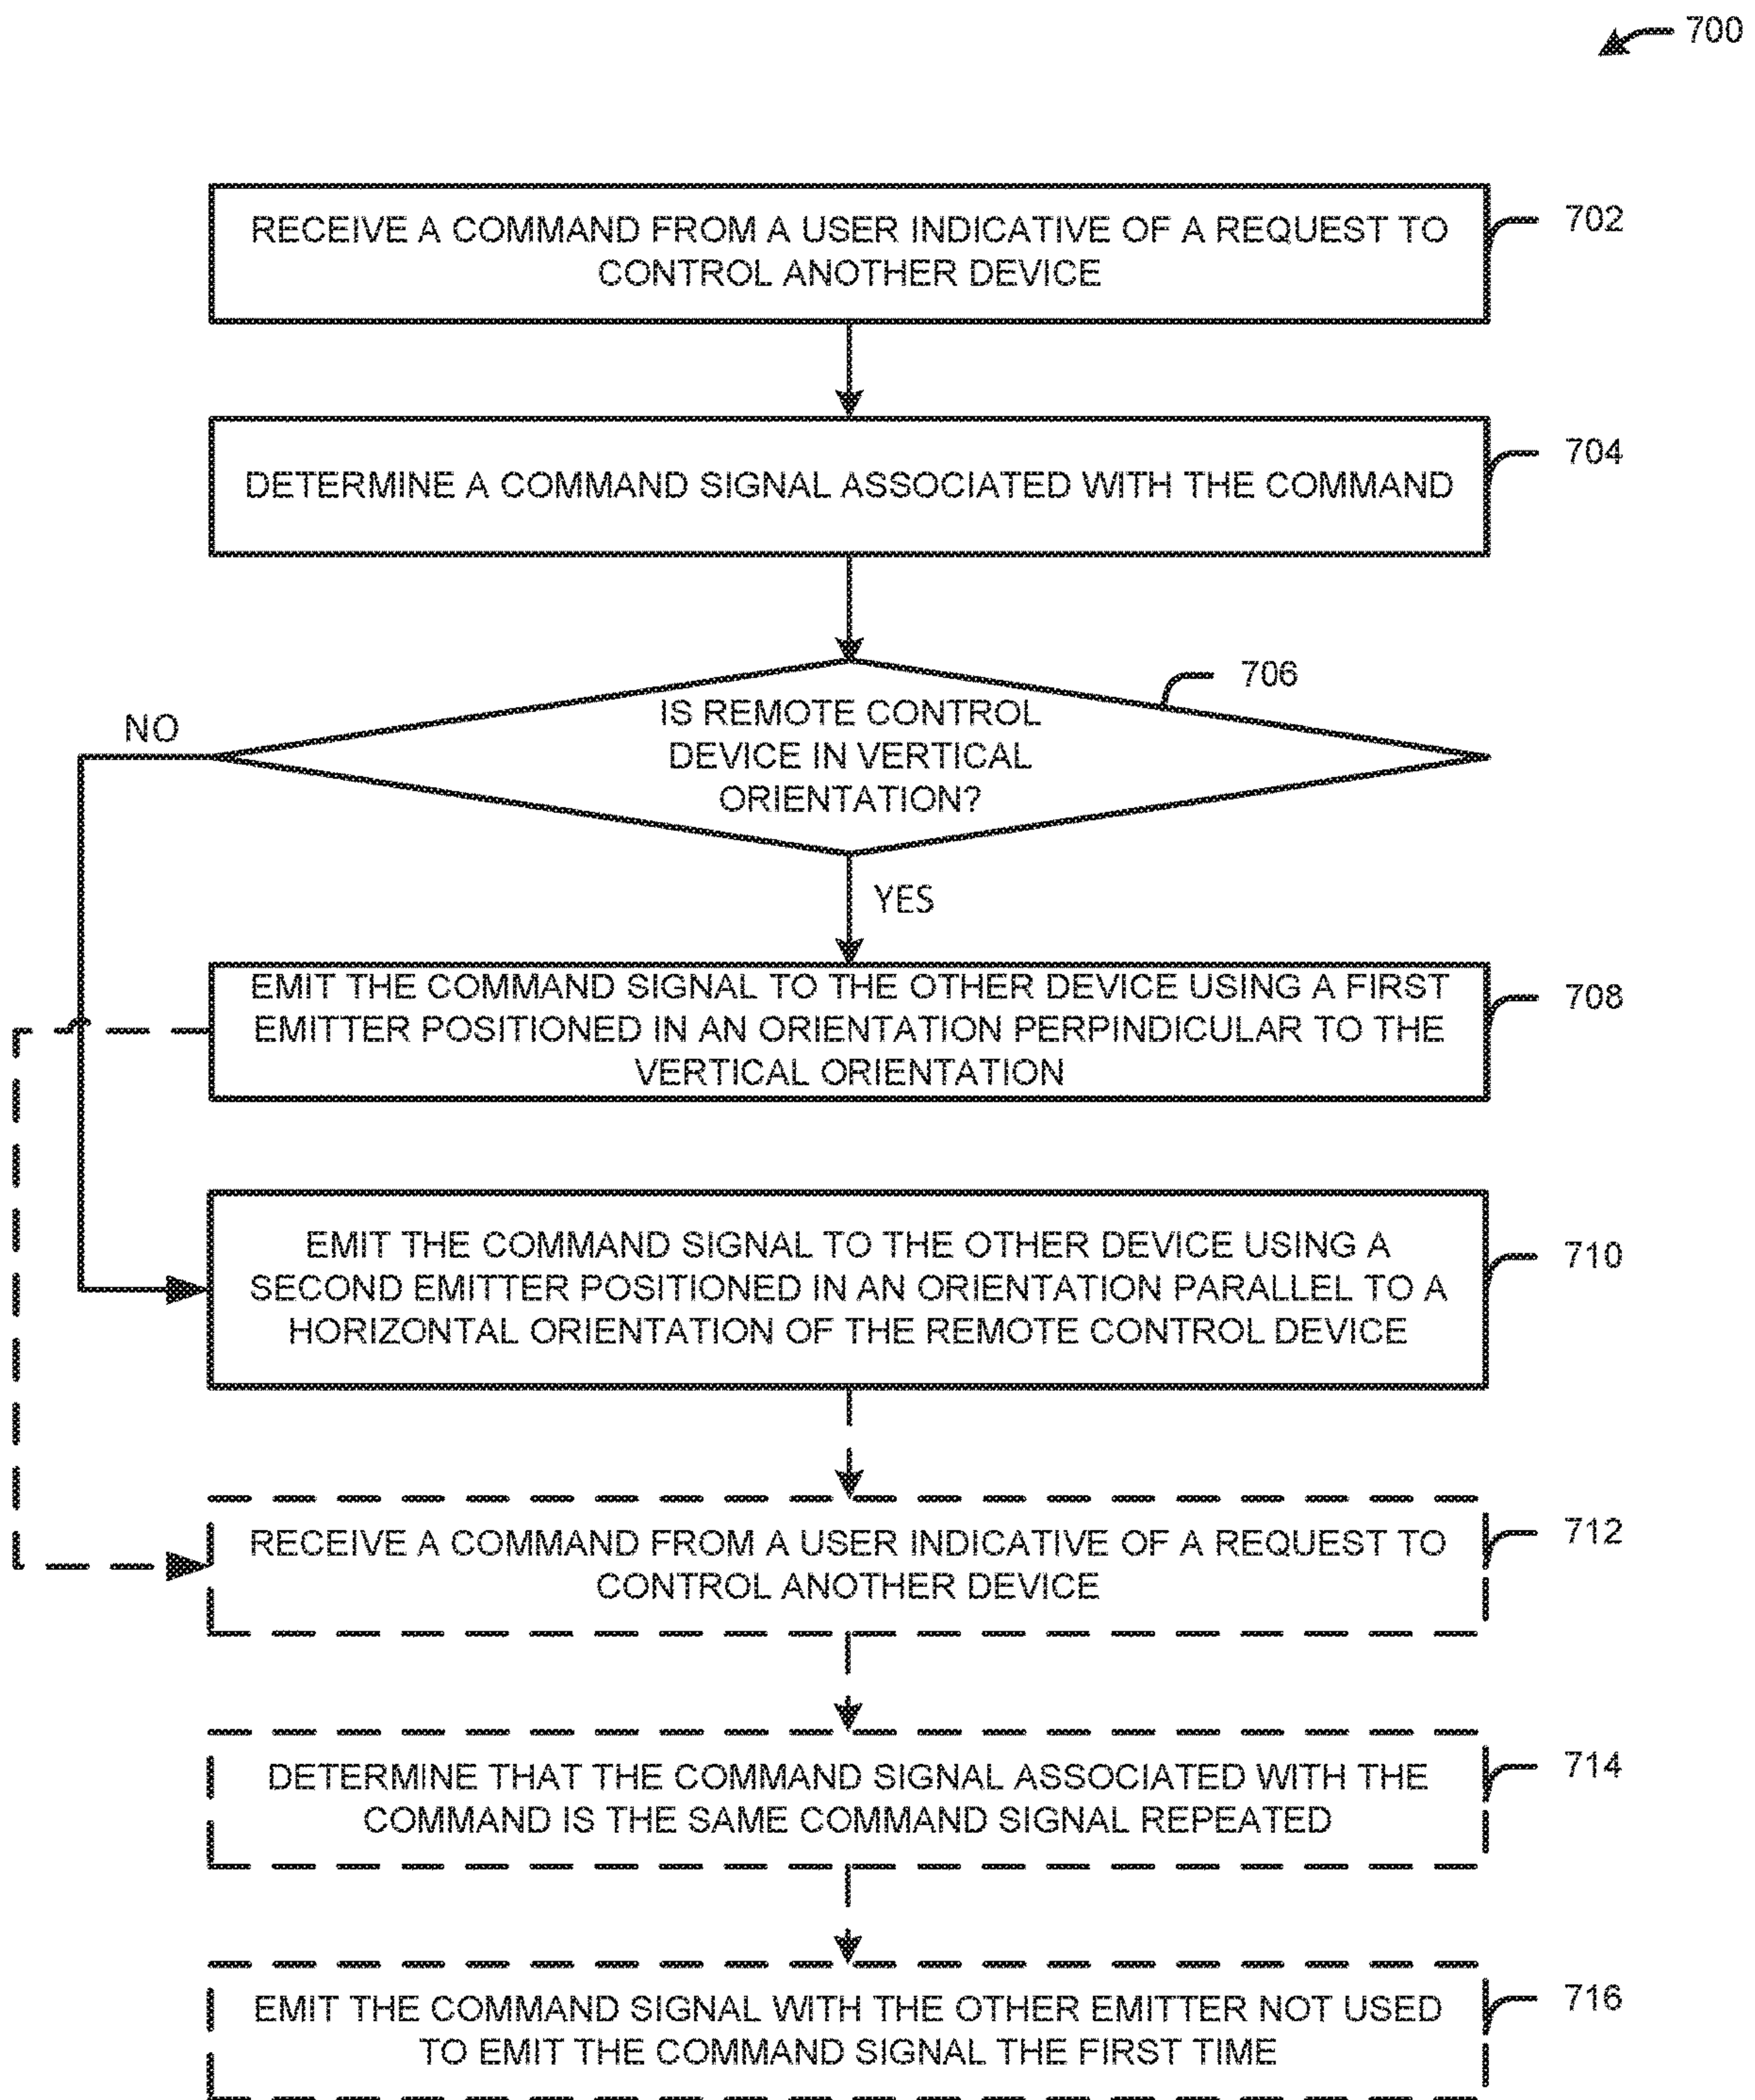 700
RECEIVE A COMMAND FROM A USER INDICATIVE OF A REQUEST TO
CONTROL ANOTHER DEVICE
702
DETERMINE A COMMAND SIGNAL ASSOCIATED WITH THE COMMAND
704
706
IS REMOTE CONTROL
DEVICE IN VERTICAL
ORIENTATION?
NO
YES
EMIT THE COMMAND SIGNAL TO THE OTHER DEVICE USING A FIRST
EMITTER POSITIONED IN AN ORIENTATION PERPINDICULAR TO THE
VERTICAL ORIENTATION
708
EMIT THE COMMAND SIGNAL TO THE OTHER DEVICE USING A
SECOND EMITTER POSITIONED IN AN ORIENTATION PARALLEL TO A
HORIZONTAL ORIENTATION OF THE REMOTE CONTROL DEVICE
710
RECEIVE A COMMAND FROM A USER INDICATIVE OF A REQUEST TO
CONTROL ANOTHER DEVICE
712
DETERMINE THAT THE COMMAND SIGNAL ASSOCIATED WITH THE
COMMAND IS THE SAME COMMAND SIGNAL REPEATED
714
EMIT THE COMMAND SIGNAL WITH THE OTHER EMITTER NOT USED
TO EMIT THE COMMAND SIGNAL THE FIRST TIME
716